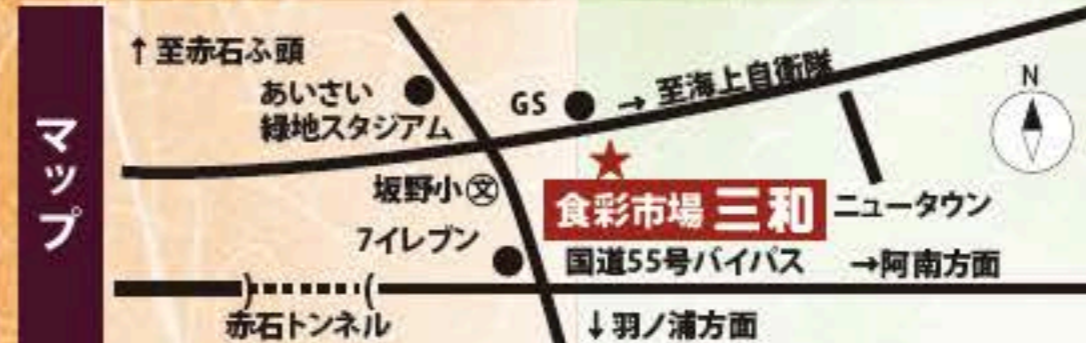 マップ
↑至赤石ふ頭
あいさい
緑地スタジアム
GS
→ 至海上自衛隊
N
坂野小㊫
食彩市場 三和
ニュータウン
7イレブン
国道55号バイパス
→阿南方面
赤石トンネル
↓羽ノ浦方面